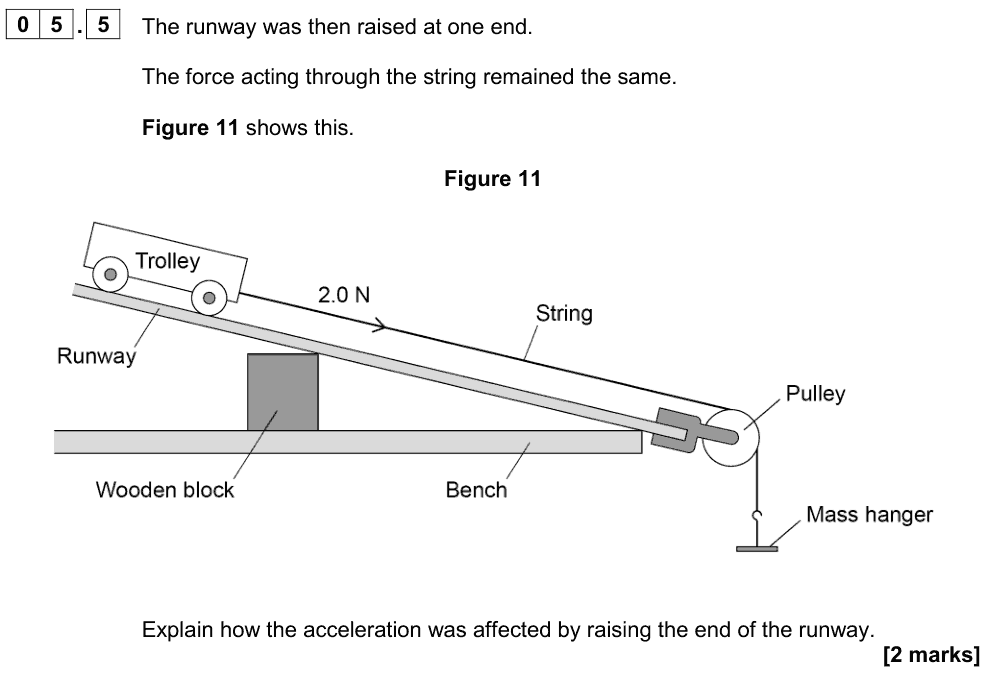 0 5 . 5 The runway was then raised at one end.
The force acting through the string remained the same.
Figure 11 shows this.
Figure 11
Trolley
2.0 N
String
Runway
Pulley
Wooden block
Bench
Mass hanger
Explain how the acceleration was affected by raising the end of the runway.
[2 marks]